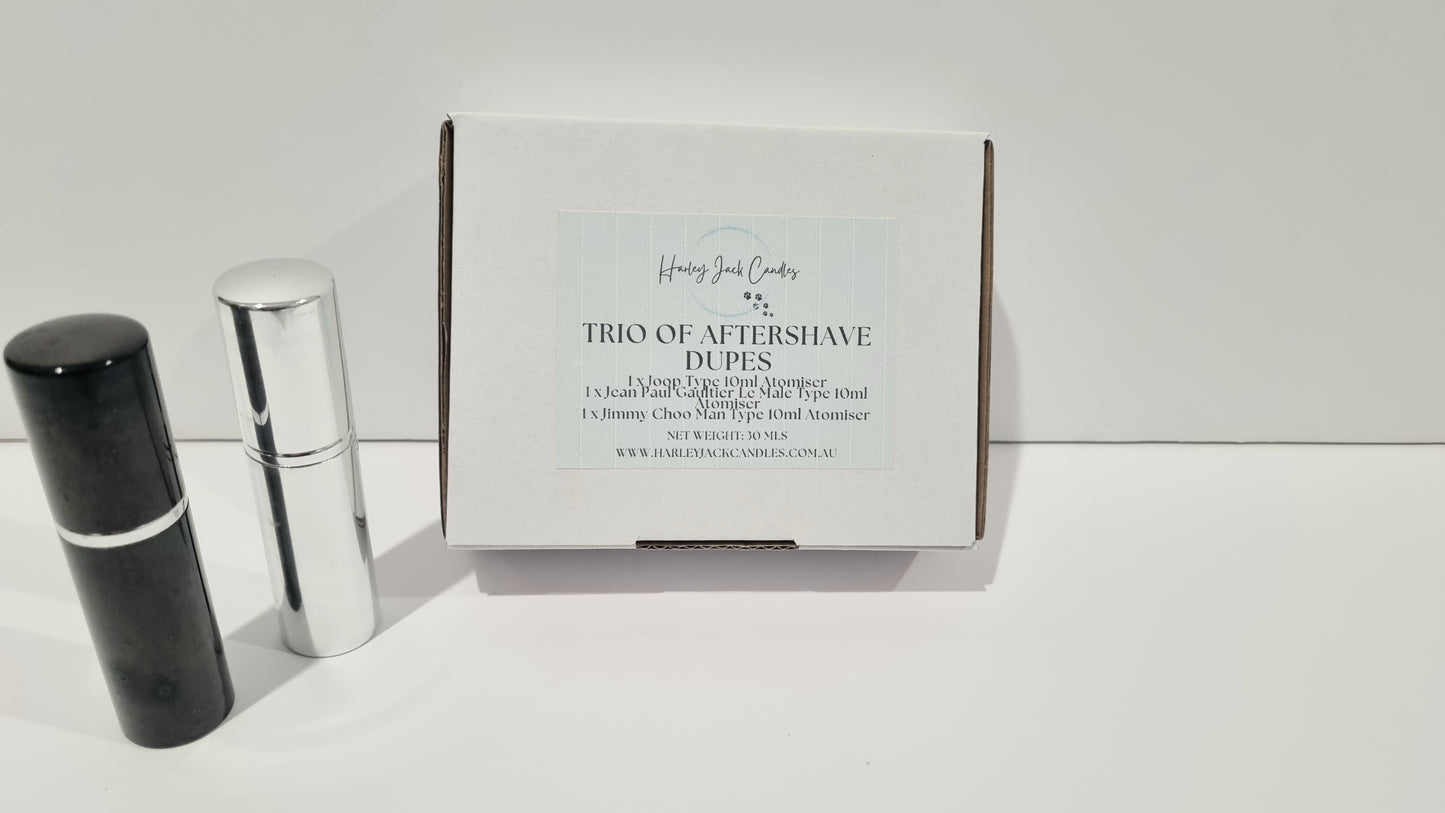 Harley Jack Candles
TRIO OF AFTERSHAVE
DUPES
1 x Joop Type 10ml Atomiser
1 x Jean Paul Gaultier Le Male Type 10ml
Atomiser
1 x Jimmy Choo Man Type 10ml Atomiser
NET WEIGHT: 30 MLS
WWW.HARLEYJACKCANDLES.COM.AU